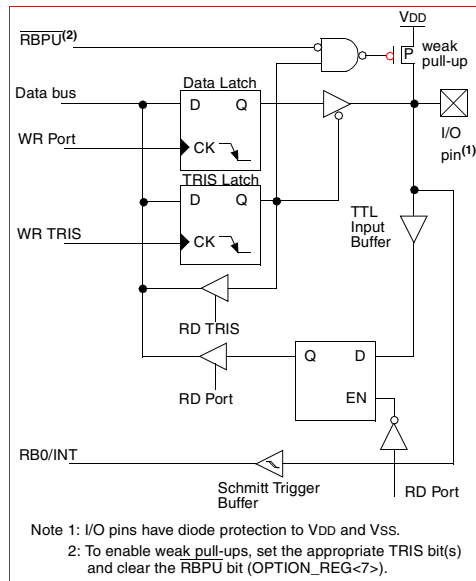 VDD
RBPU(2)
P
weak
pull-up
Data bus
Data Latch
D Q
I/O
pin(1)
WR Port
CK
TRIS Latch
D Q
TTL
Input
Buffer
WR TRIS
CK
RD TRIS
Q D
RD Port
EN
RB0/INT
Schmitt Trigger
Buffer
RD Port
Note 1: I/O pins have diode protection to VDD and VSS.
2: To enable weak pull-ups, set the appropriate TRIS bit(s)
and clear the RBPU bit (OPTION_REG<7>).